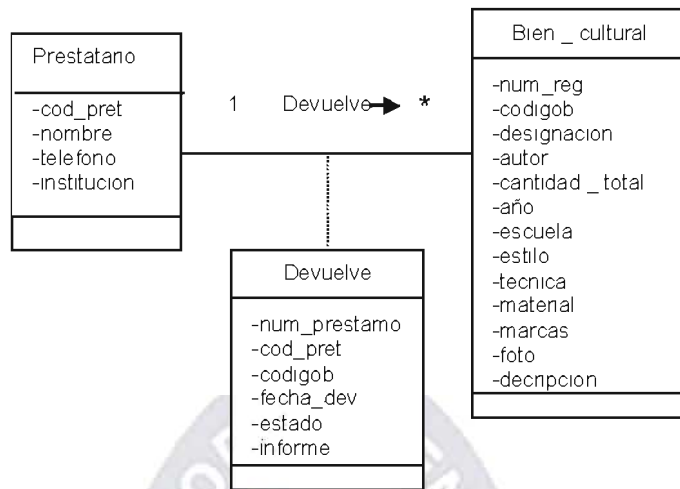 Prestatario
-cod_pret
-nombre
-telefono
-institucion
1 Devuelve *
Bien _ cultural
-num_reg
-codigob
-designacion
-autor
-cantidad _ total
-año
-escuela
-estilo
-tecnica
-material
-marcas
-foto
-decripcion
Devuelve
-num_prestamo
-cod_pret
-codigob
-fecha_dev
-estado
-informe